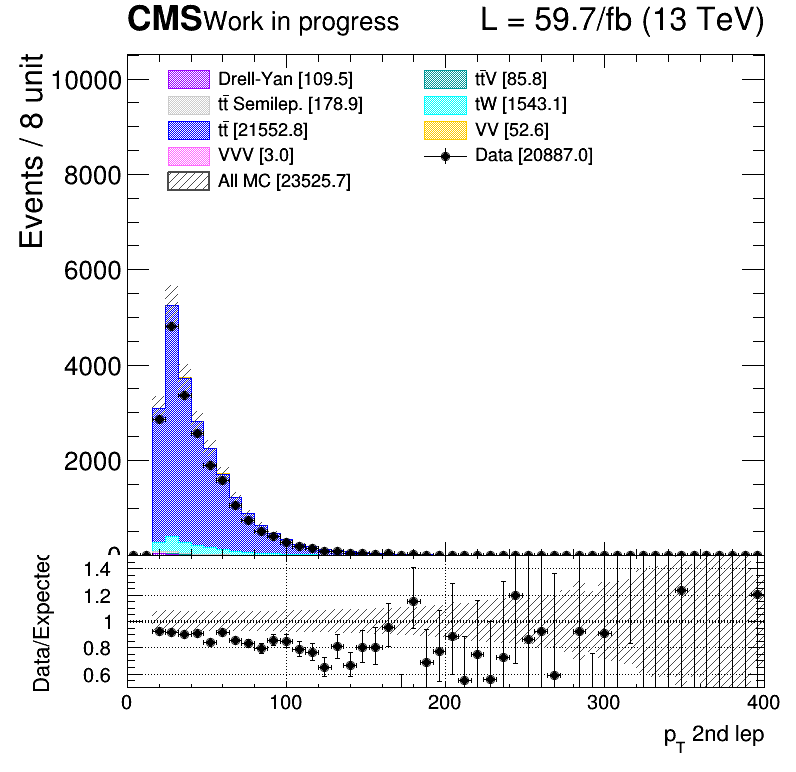 CMS Work in progress L = 59.7/fb (13 TeV)
Events / 8 unit
10000
8000
6000
4000
2000
0
Drell-Yan [109.5]
tt̄ Semilep. [178.9]
tt̄ [21552.8]
VVV [3.0]
All MC [23525.7]
tt̄V [85.8]
tW [1543.1]
VV [52.6]
Data [20887.0]
Data/Expected
1.4
1.2
1
0.8
0.6
0 100 200 300 400
p_T 2nd lep